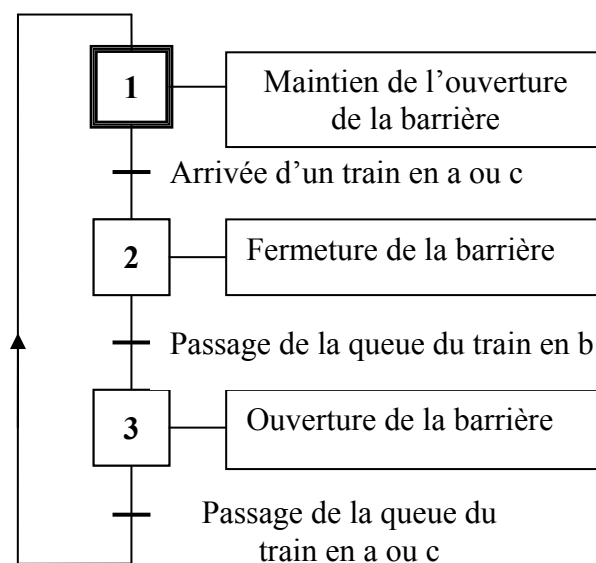 1
Maintien de l’ouverture
de la barrière
Arrivée d’un train en a ou c
2
Fermeture de la barrière
Passage de la queue du train en b
3
Ouverture de la barrière
Passage de la queue du
train en a ou c